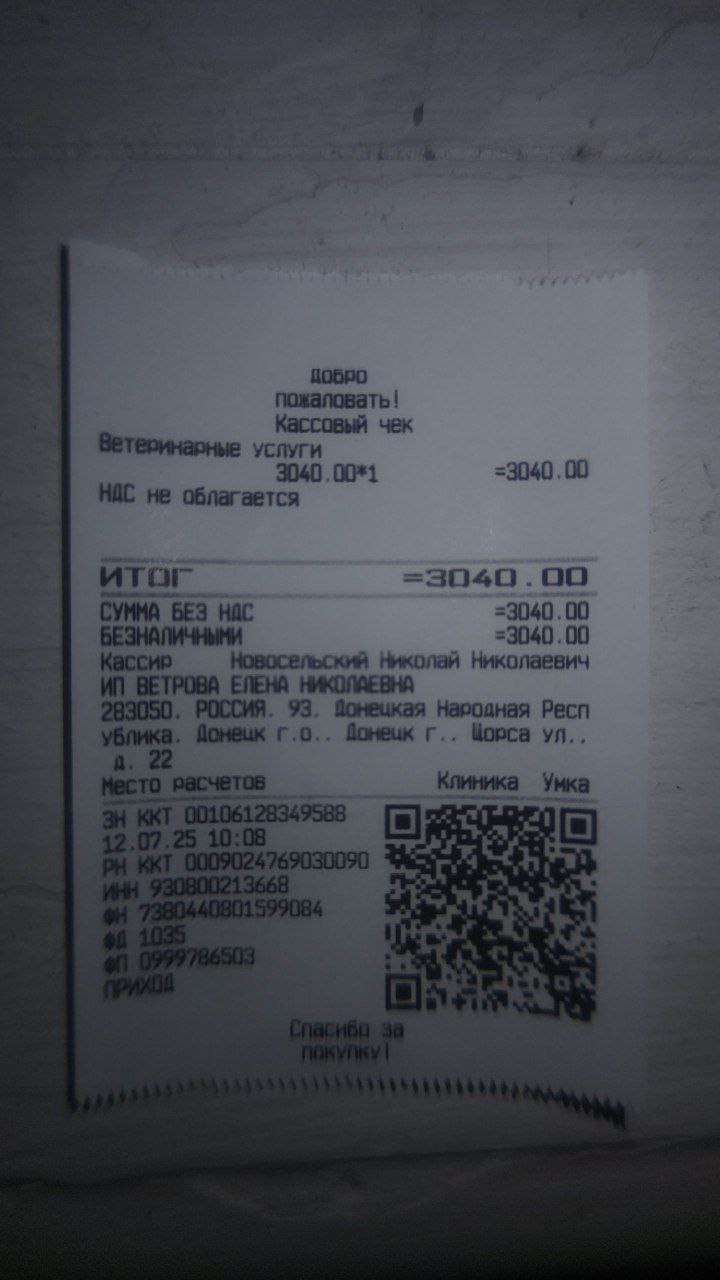 Добро
пожаловать!
Кассовый чек
Ветеринарные услуги
3040.00*1 =3040.00
НДС не облагается
ИТОГ =3040.00
СУММА БЕЗ НДС =3040.00
БЕЗНАЛИЧНЫМИ =3040.00
Кассир Новосельский Николай Николаевич
ИП ВЕТРОВА ЕЛЕНА НИКОЛАЕВНА
283050. РОССИЯ. 93. Донецкая Народная Респ
ублика. Донецк г.о.. Донецк г.. Щорса ул..
д. 22
Место расчетов Клиника Умка
ЗН ККТ 00106128349588
12.07.25 10:08
РН ККТ 0009024769030090
ИНН 930800213668
ФН 7380440801599084
ФД 1035
ФП 0999786503
ПРИХОД
Спасибо за
покупку!